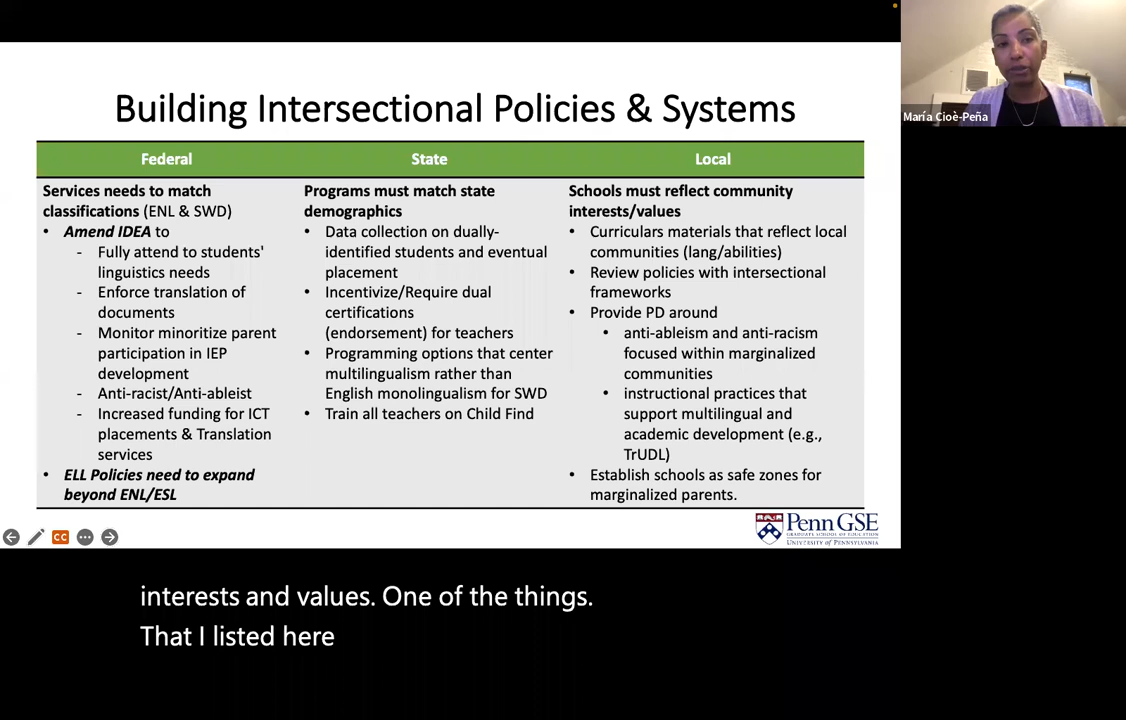 María Cioè-Peña
Building Intersectional Policies & Systems
Federal
Services needs to match
classifications (ENL & SWD)
• Amend IDEA to
- Fully attend to students'
linguistics needs
- Enforce translation of
documents
- Monitor minoritize parent
participation in IEP
development
- Anti-racist/Anti-ableist
- Increased funding for ICT
placements & Translation
services
• ELL Policies need to expand
beyond ENL/ESL
State
Programs must match state
demographics
• Data collection on dually-
identified students and eventual
placement
• Incentivize/Require dual
certifications
(endorsement) for teachers
• Programming options that center
multilingualism rather than
English monolingualism for SWD
• Train all teachers on Child Find
Local
Schools must reflect community
interests/values
• Curriculars materials that reflect local
communities (lang/abilities)
• Review policies with intersectional
frameworks
• Provide PD around
• anti-ableism and anti-racism
focused within marginalized
communities
• instructional practices that
support multilingual and
academic development (e.g.,
TrUDL)
• Establish schools as safe zones for
marginalized parents.
CC
Penn GSE
GRADUATE SCHOOL OF EDUCATION
UNIVERSITY of PENNSYLVANIA
interests and values. One of the things.
That I listed here